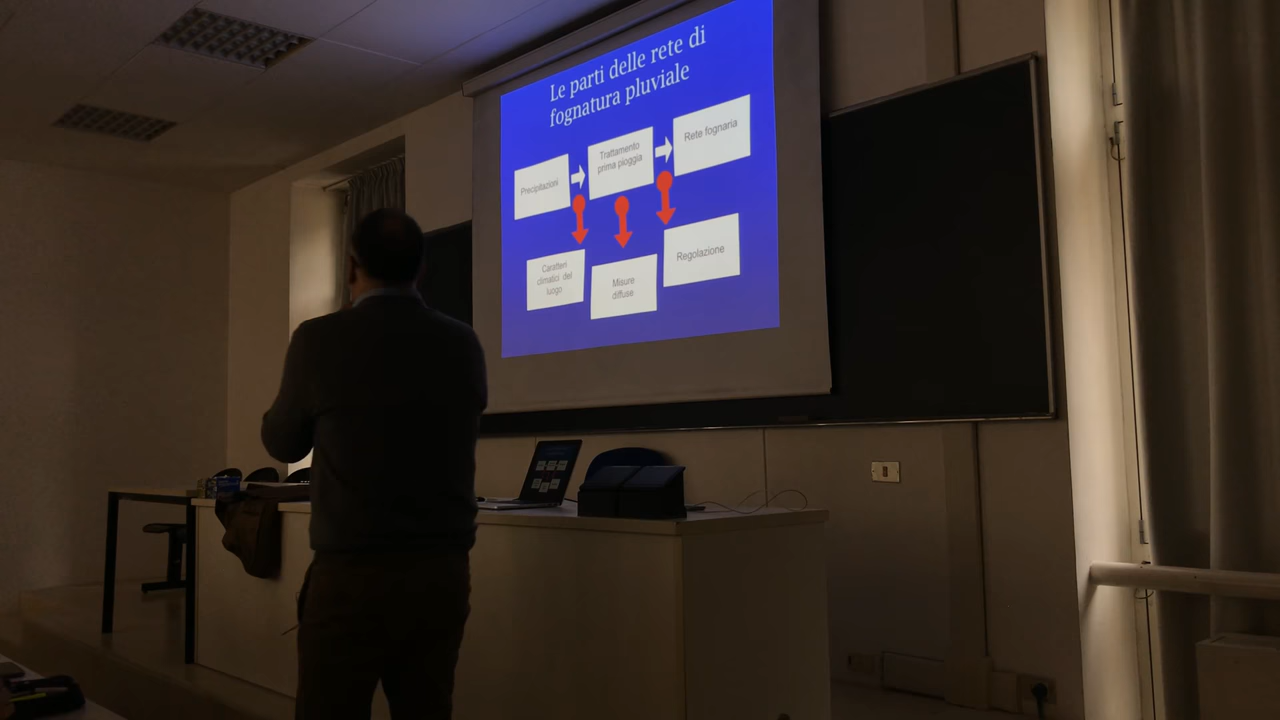 Le parti delle rete di
fognatura pluviale
Precipitazioni
Trattamento
prima pioggia
Rete fognaria
Caratteri
climatici del
luogo
Misure
diffuse
Regolazione